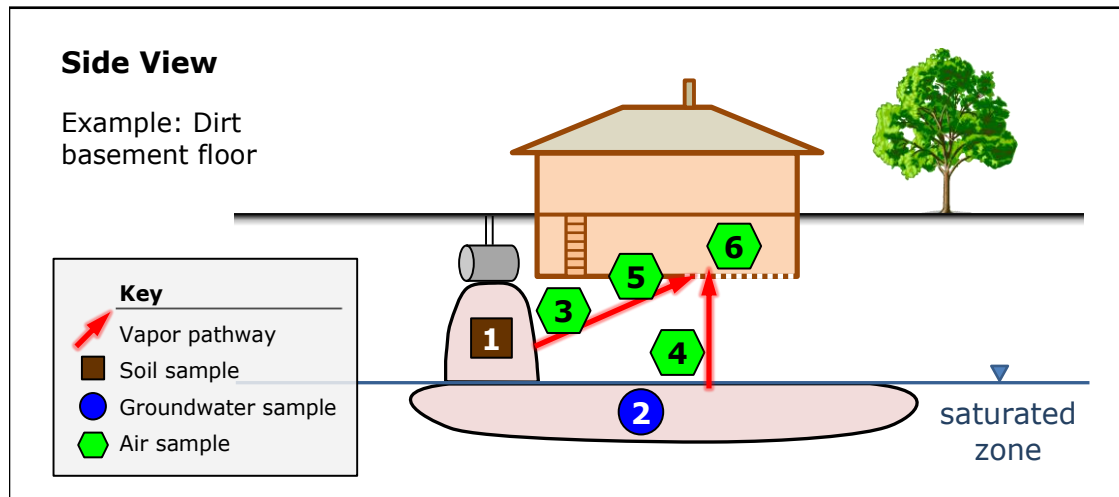 Side View
Example: Dirt
basement floor
6
5
3
1
4
2
Key
Vapor pathway
Soil sample
Groundwater sample
Air sample
saturated
zone